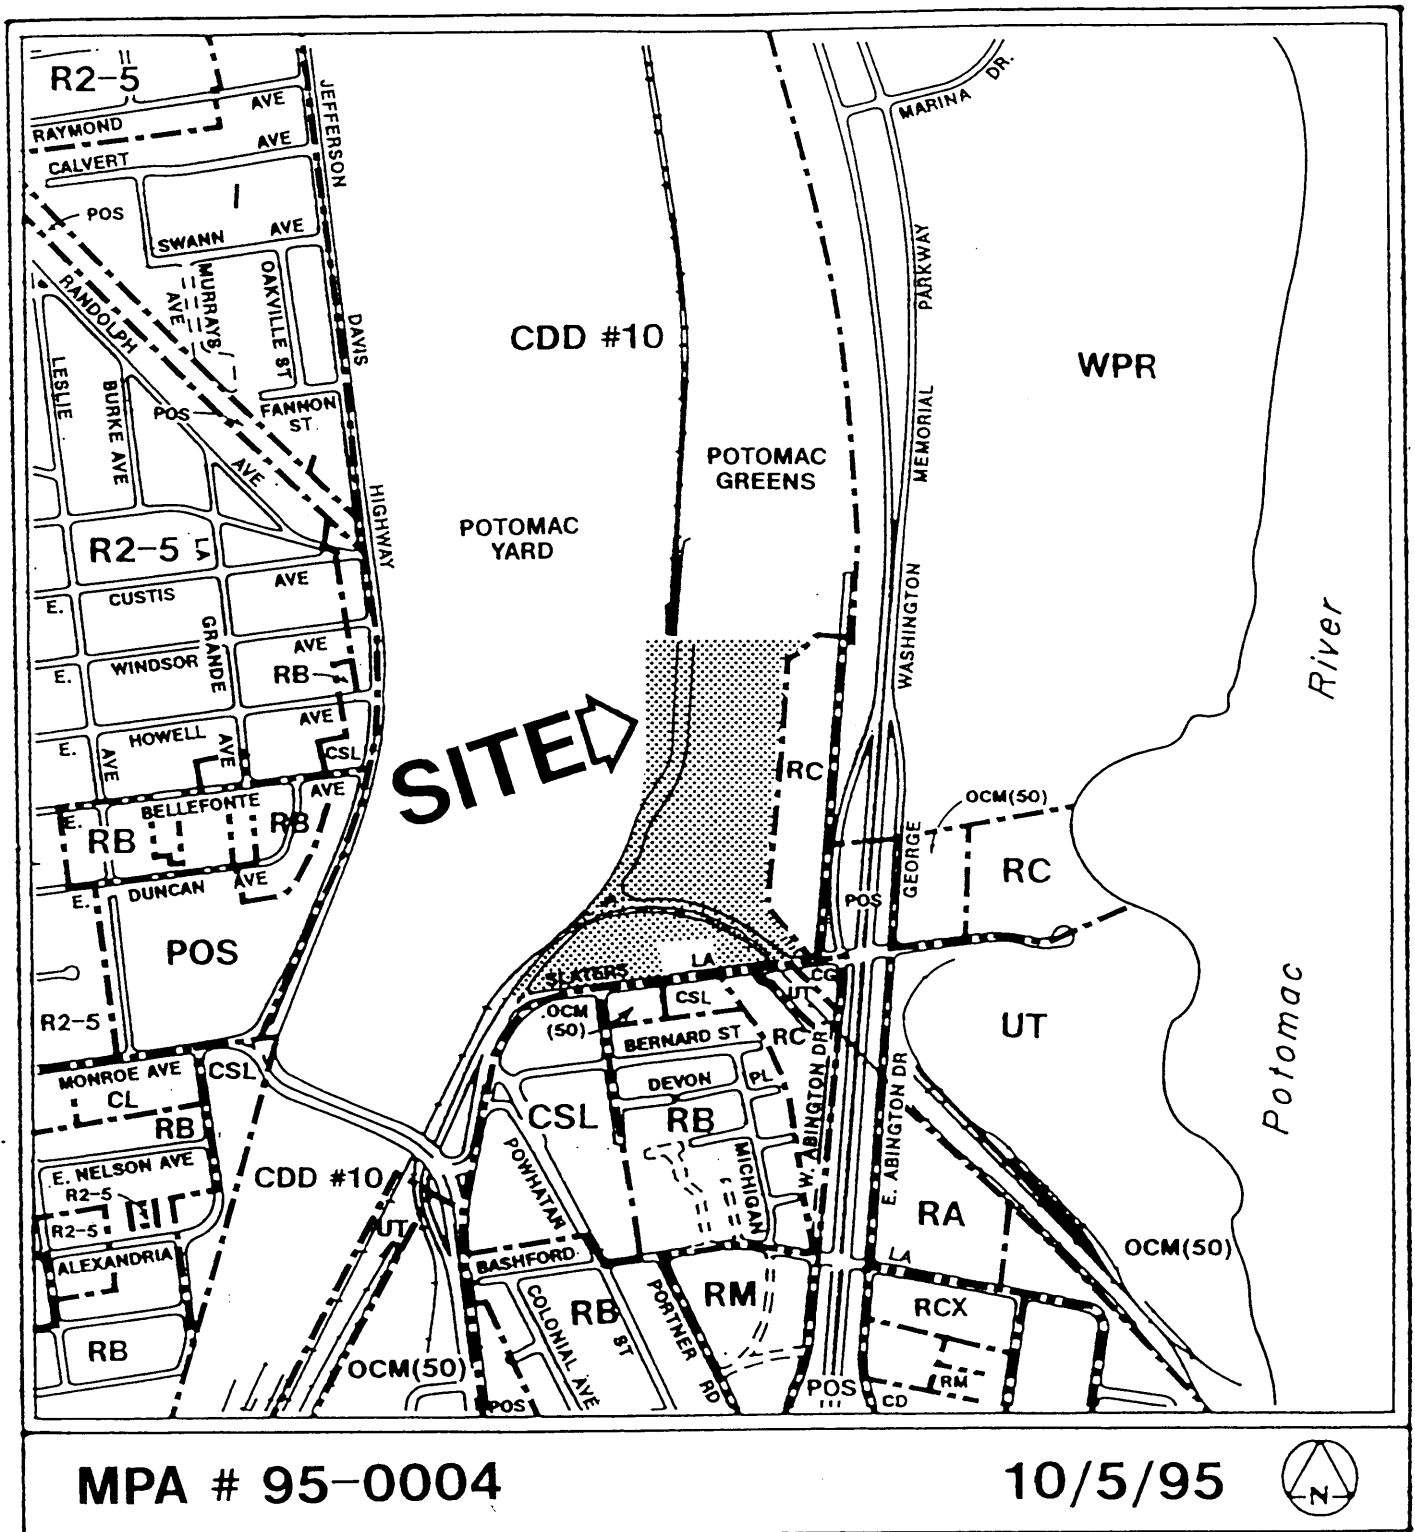 R2-5
RAYMOND AVE
CALVERT AVE
JEFFERSON
DAVIS
HIGHWAY
MARINA DR.
I
POS
SWANN AVE
MURRAY'S
AVE
OAKVILLE ST
RANDOLPH
AVE
LESLIE
AVE
BURKE AVE
POS
FANNON
ST.
CDD #10
WPR
PARKWAY
MEMORIAL
WASHINGTON
GEORGE
POTOMAC
GREENS
POTOMAC
YARD
R2-5
LA
GRANDE
AVE
E. CUSTIS AVE
E. WINDSOR AVE
RB
E. HOWELL AVE
CSL
SITE
RC
River
Potomac
E. BELLEFONTE AVE
RB
RB
E. DUNCAN AVE
OCM(50)
RC
POS
POS
SLATERS LA
CG
UT
OCM
(50)
CSL
BERNARD ST
RC
UT
R2-5
MONROE AVE
CSL
CL
RB
DEVON PL
CSL
RB
W. ABINGTON DR
E. ABINGTON DR
E. NELSON AVE
R2-5
R2-5
CDD #10
POWHATAN
ST
MICHIGAN
RA
OCM(50)
UT
ALEXANDRIA
BASHFORD LA
RB
COLONIAL AVE
RB
PORTNER RD
RM
RCX
RM
OCM(50)
POS
POS
CD
MPA # 95-0004
10/5/95
N